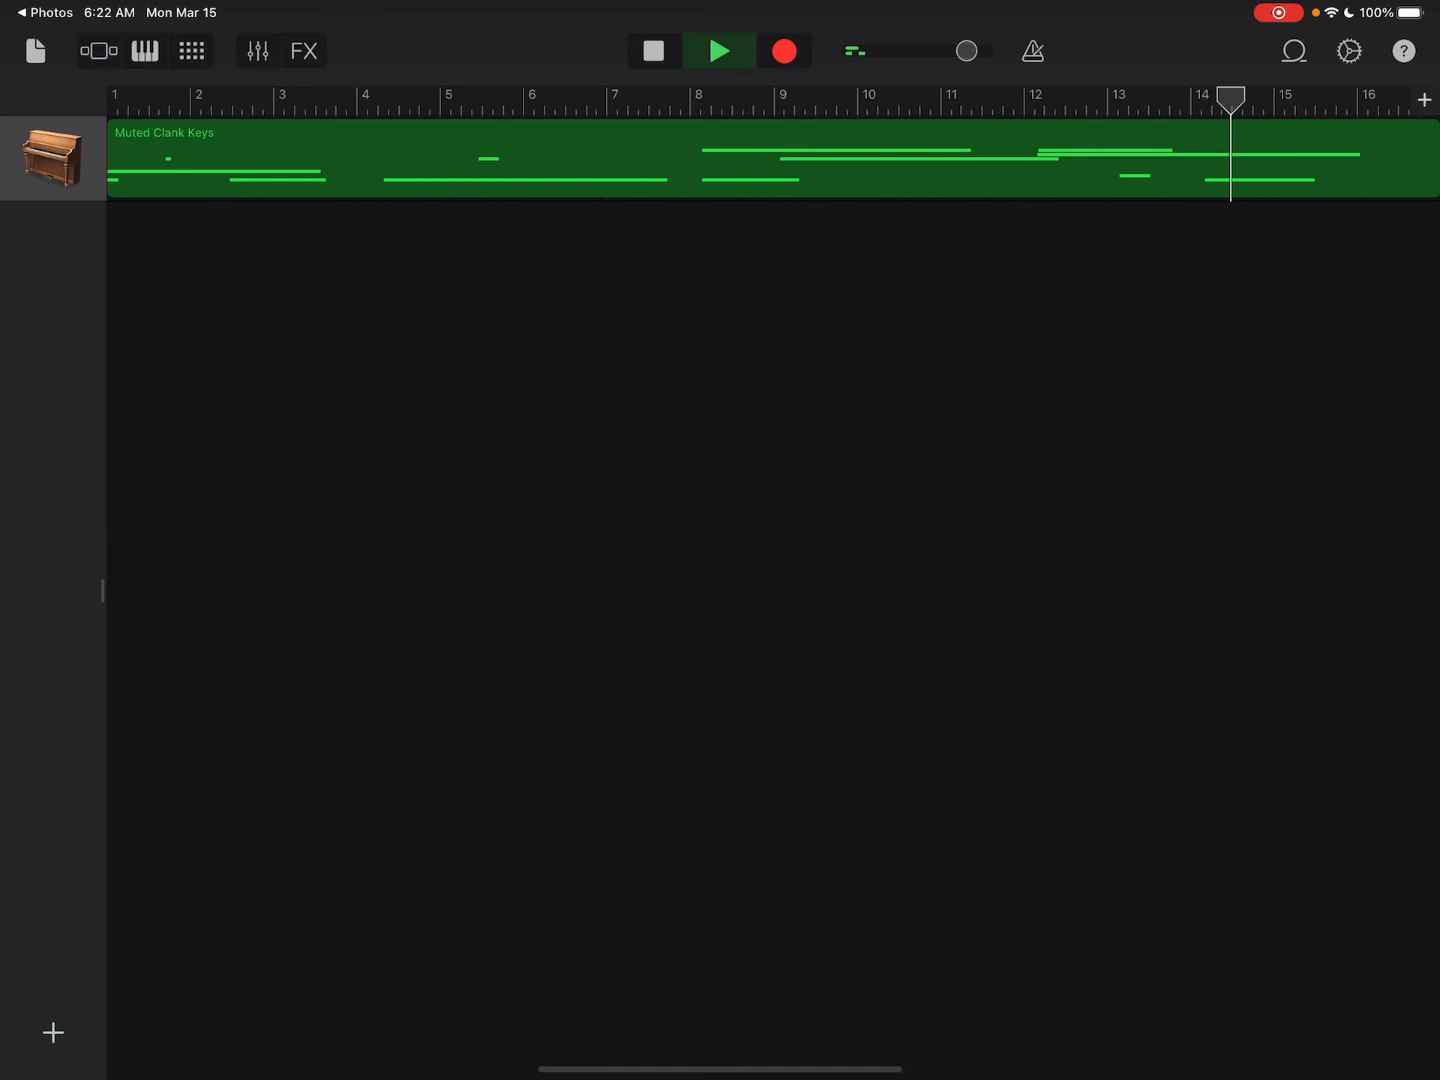 ◀ Photos 6:22 AM Mon Mar 15 100%
FX ?
1 2 3 4 5 6 7 8 9 10 11 12 13 14 15 16 +
Muted Clank Keys
+